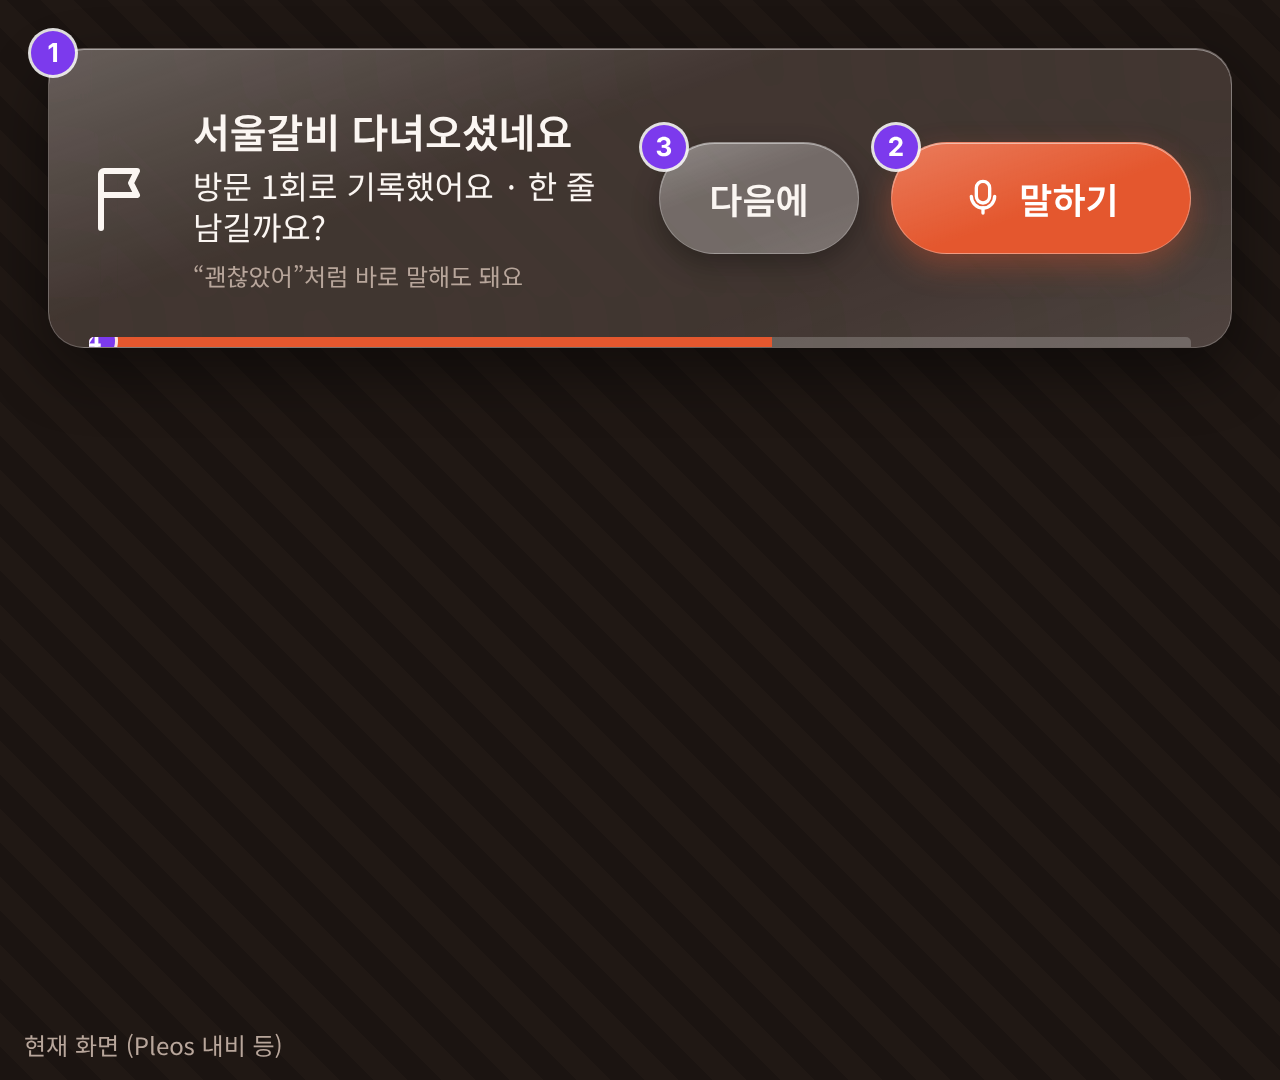 1
서울갈비 다녀오셨네요
방문 1회로 기록했어요 · 한 줄
남길까요?
“괜찮았어”처럼 바로 말해도 돼요
3
다음에
2
말하기
현재 화면 (Pleos 내비 등)